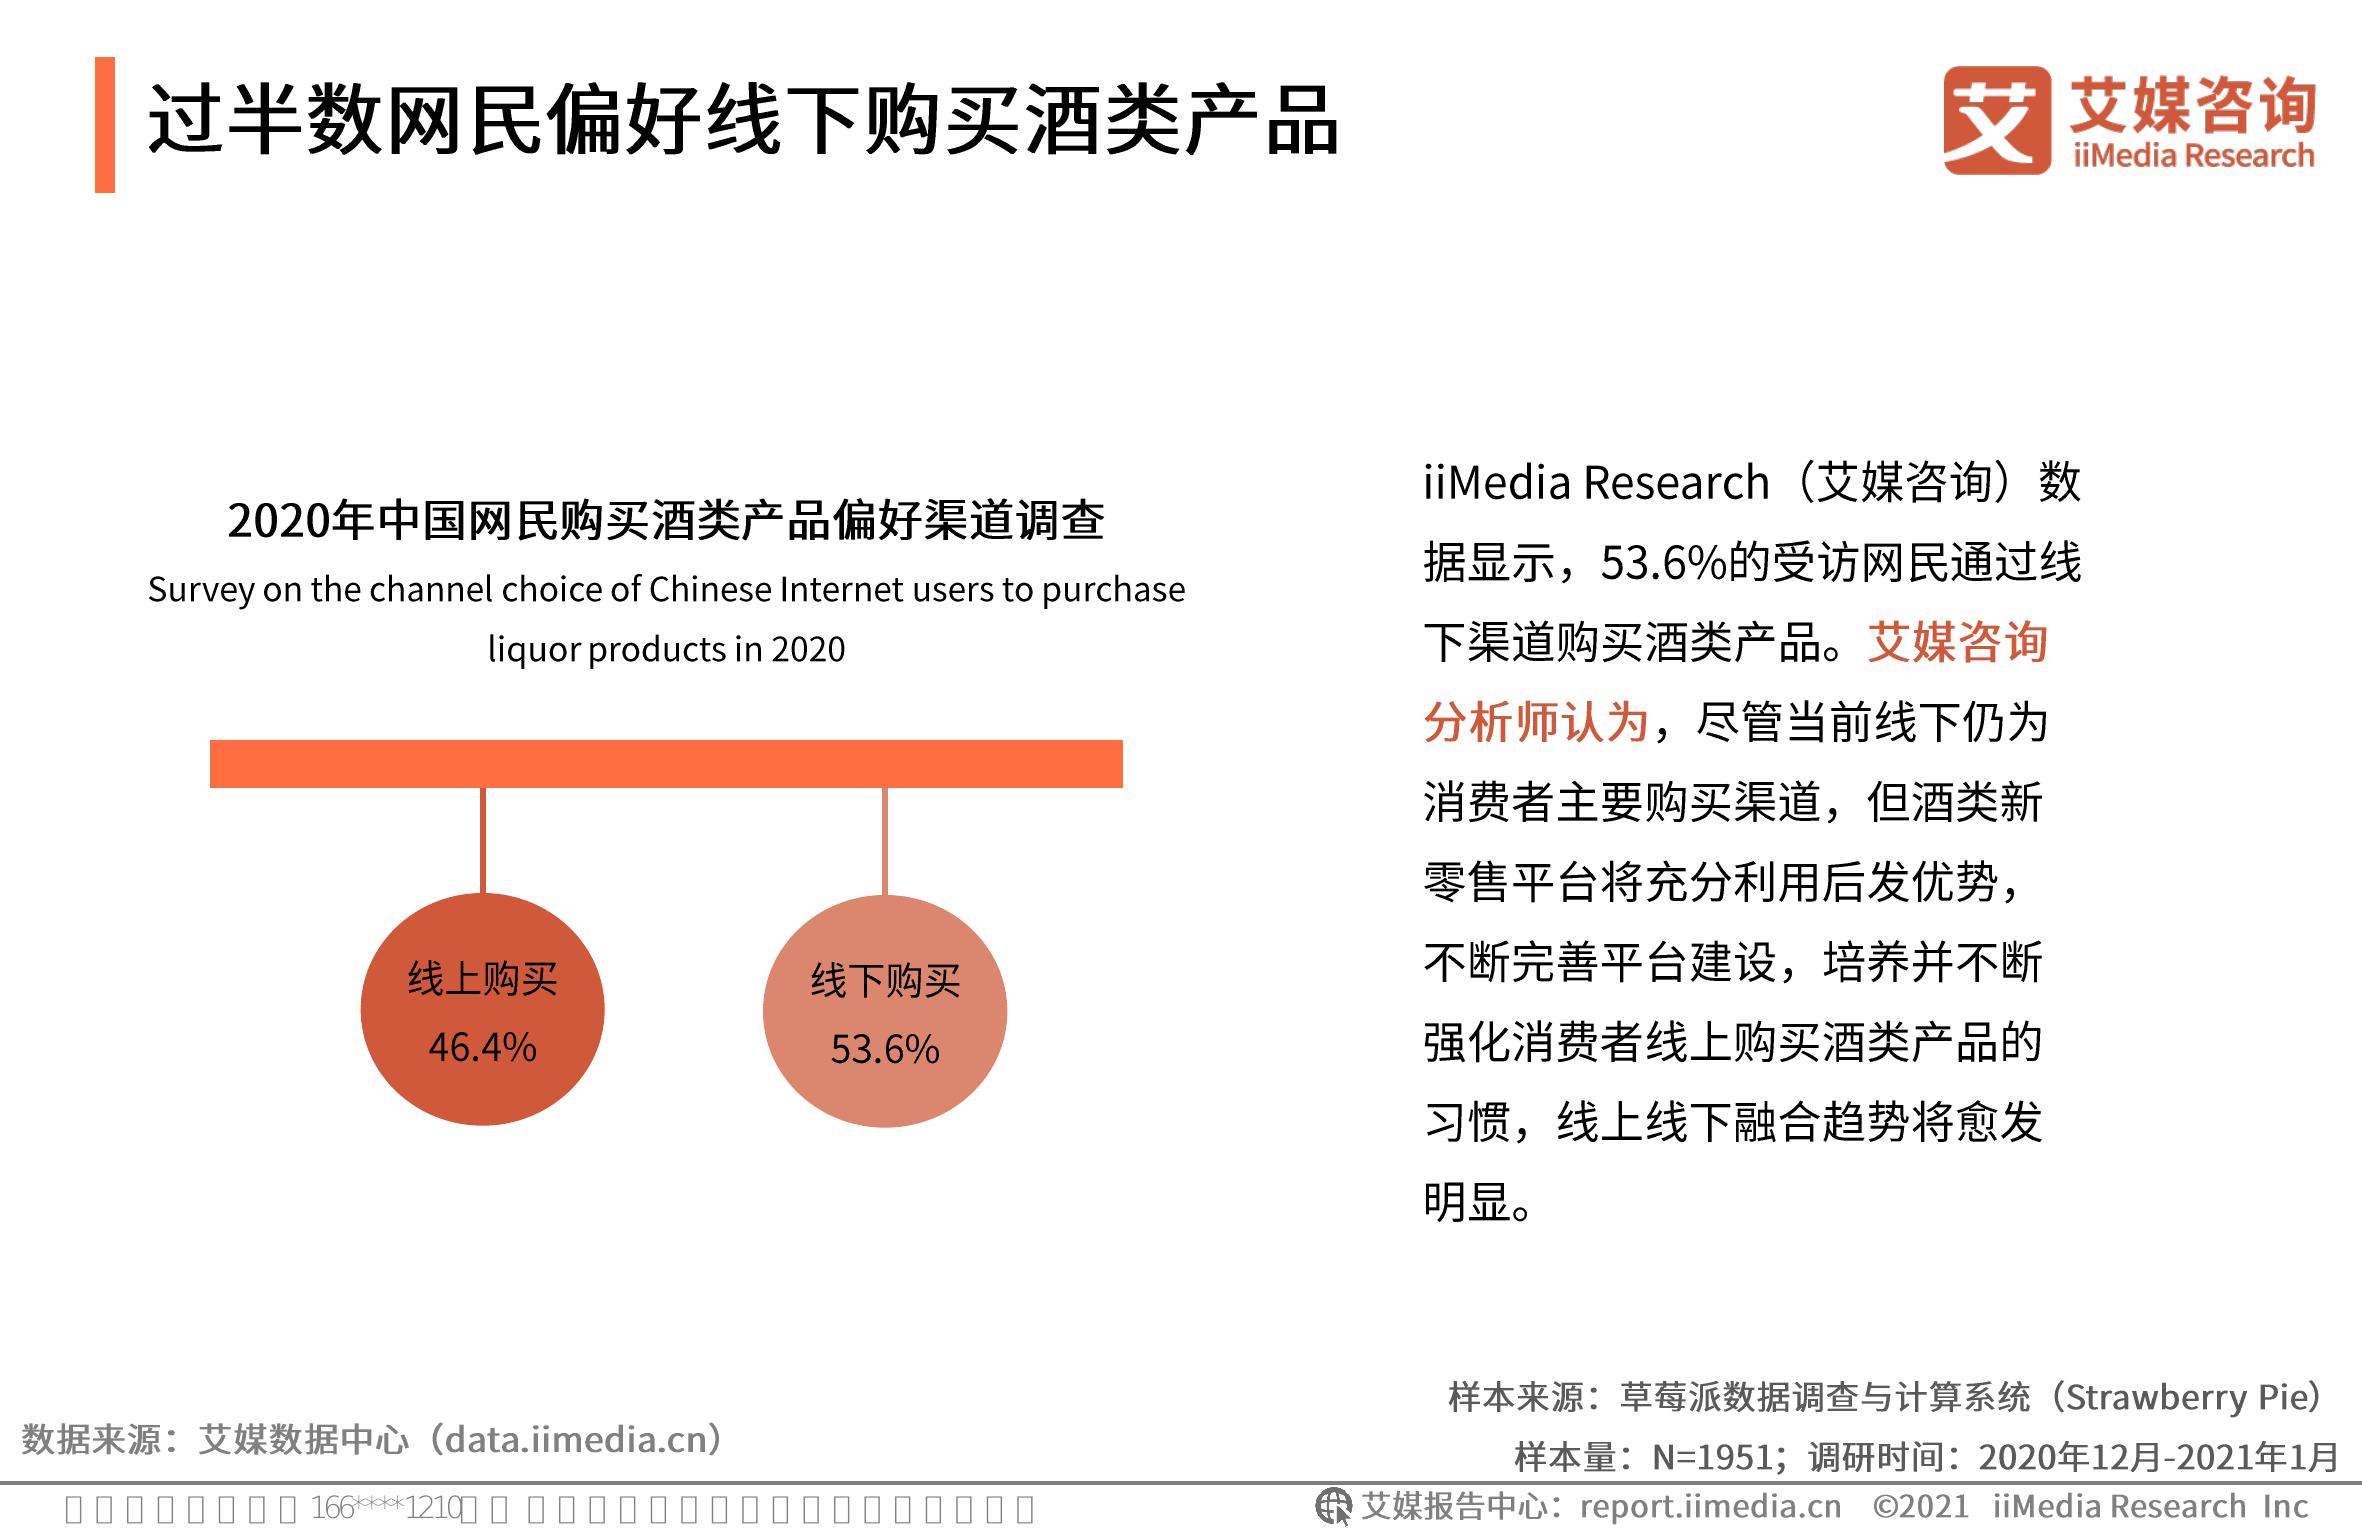 过半数网民偏好线下购买酒类产品
艾 艾媒咨询
iiMedia Research
2020年中国网民购买酒类产品偏好渠道调查
Survey on the channel choice of Chinese Internet users to purchase
liquor products in 2020
线上购买
46.4%
线下购买
53.6%
iiMedia Research（艾媒咨询）数
据显示，53.6%的受访网民通过线
下渠道购买酒类产品。艾媒咨询
分析师认为，尽管当前线下仍为
消费者主要购买渠道，但酒类新
零售平台将充分利用后发优势，
不断完善平台建设，培养并不断
强化消费者线上购买酒类产品的
习惯，线上线下融合趋势将愈发
明显。
样本来源：草莓派数据调查与计算系统（Strawberry Pie）
数据来源：艾媒数据中心（data.iimedia.cn）
样本量：N=1951；调研时间：2020年12月-2021年1月
166****1210
艾媒报告中心：report.iimedia.cn ©2021 iiMedia Research Inc